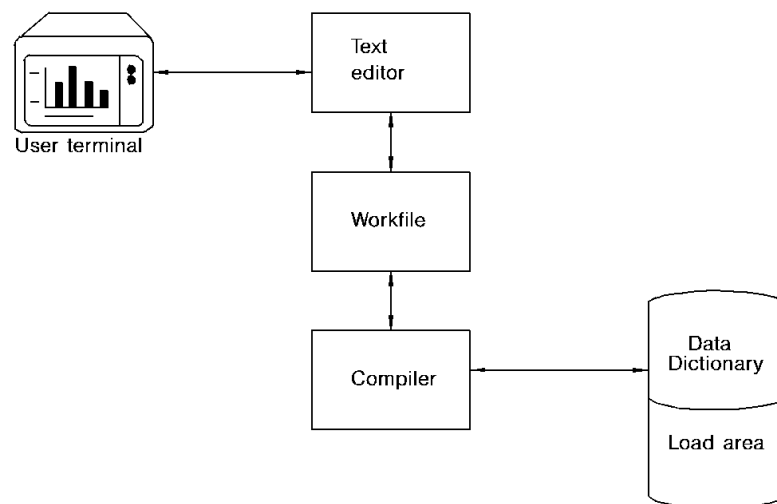 Text
editor
User terminal
Workfile
Compiler
Data
Dictionary
Load area